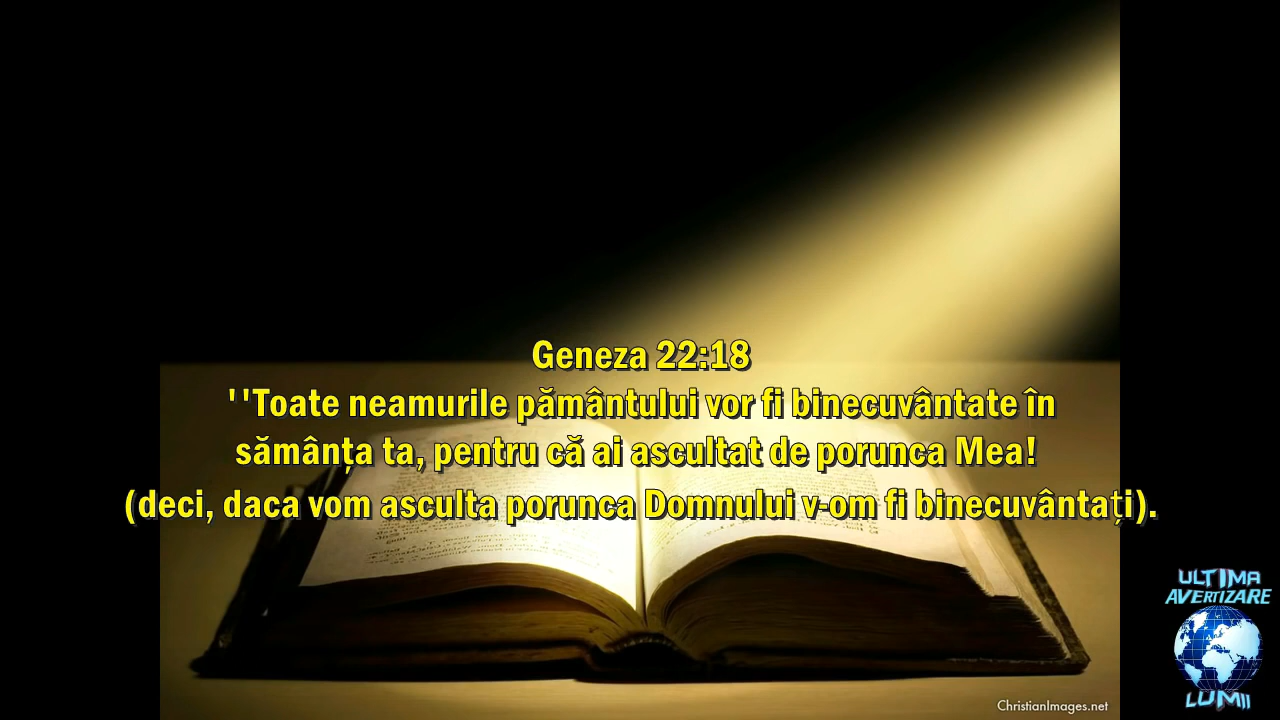 Geneza 22:18
''Toate neamurile pământului vor fi binecuvântate în
sămânța ta, pentru că ai ascultat de porunca Mea!
(deci, daca vom asculta porunca Domnului v-om fi binecuvântați).
ULTIMA
AVERTIZARE
LUMII
ChristianImages.net